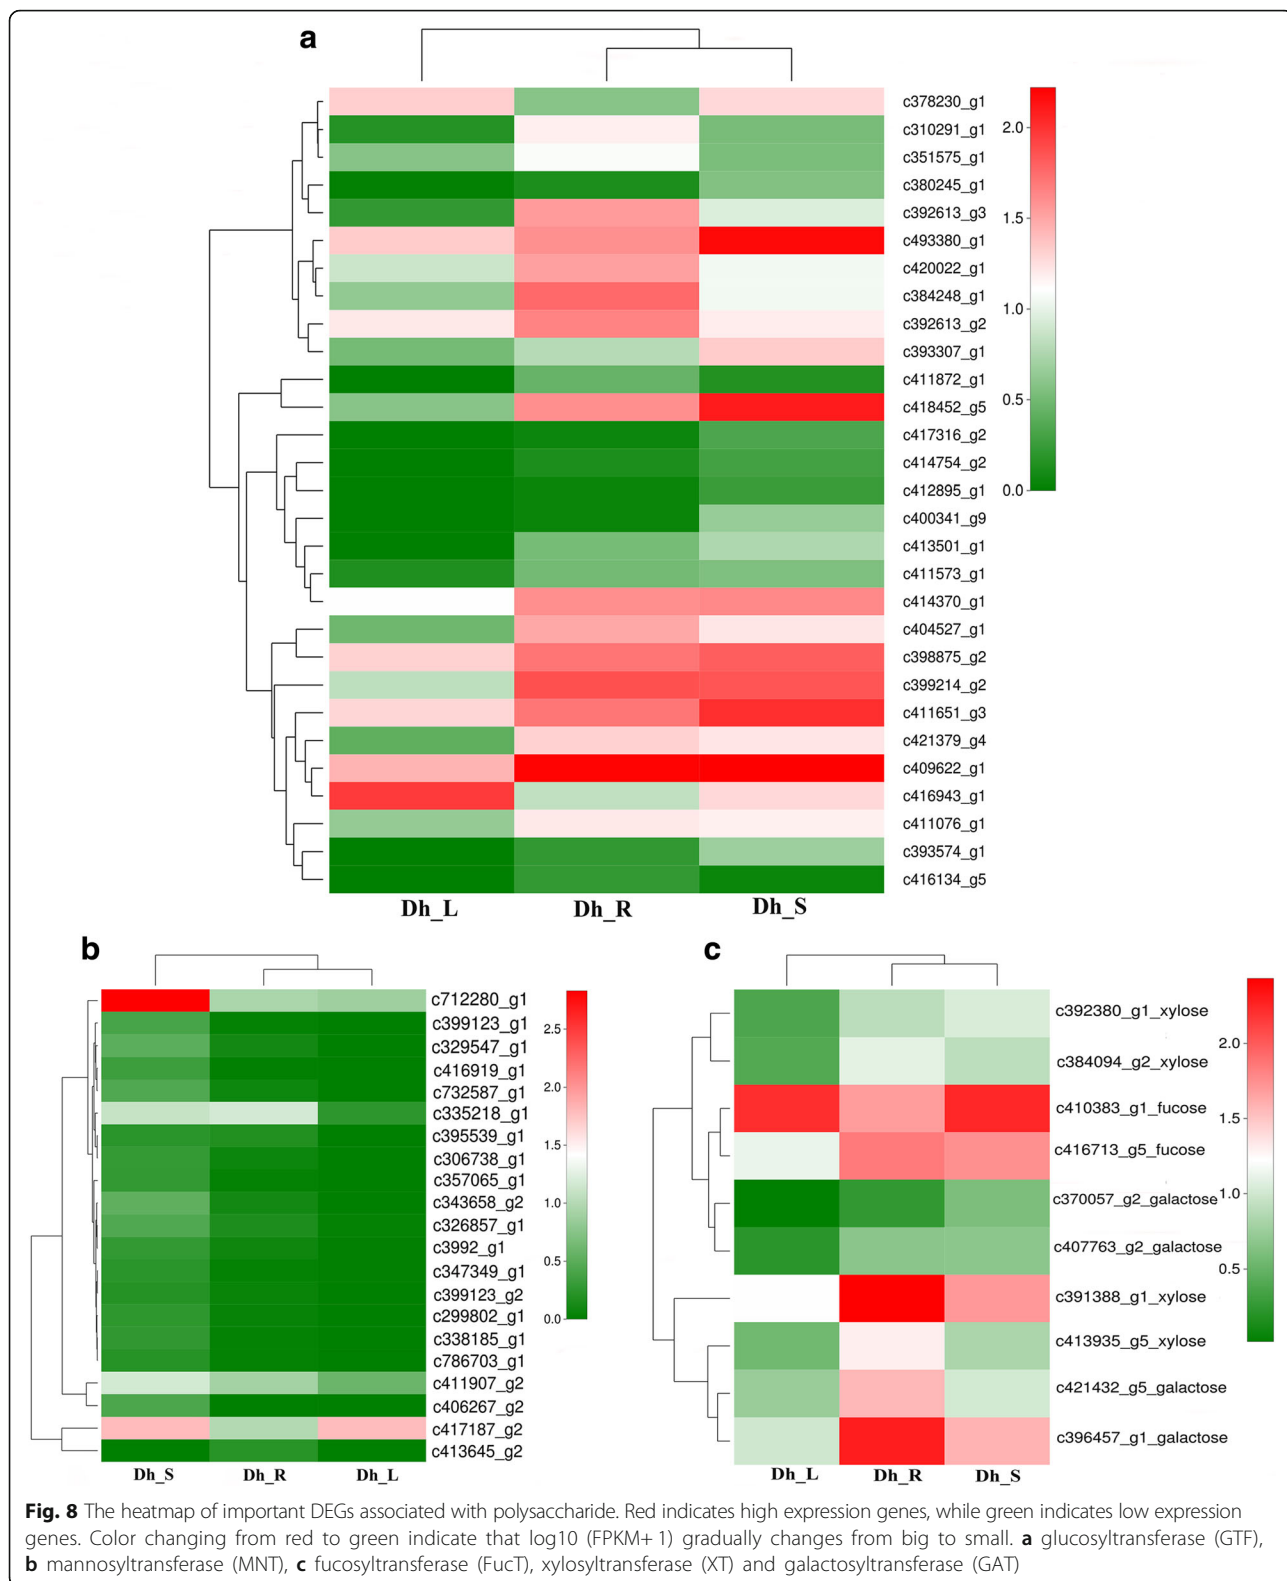 a
c378230_g1
c310291_g1
c351575_g1
c380245_g1
c392613_g3
c493380_g1
c420022_g1
c384248_g1
c392613_g2
c393307_g1
c411872_g1
c418452_g5
c417316_g2
c414754_g2
c412895_g1
c400341_g9
c413501_g1
c411573_g1
c414370_g1
c404527_g1
c398875_g2
c399214_g2
c411651_g3
c421379_g4
c409622_g1
c416943_g1
c411076_g1
c393574_g1
c416134_g5
2.0
1.5
1.0
0.5
0.0
Dh_L Dh_R Dh_S
b
c712280_g1
c399123_g1
c329547_g1
c416919_g1
c732587_g1
c335218_g1
c395539_g1
c306738_g1
c357065_g1
c343658_g2
c326857_g1
c3992_g1
c347349_g1
c399123_g2
c299802_g1
c338185_g1
c786703_g1
c411907_g2
c406267_g2
c417187_g2
c413645_g2
2.5
2.0
1.5
1.0
0.5
0.0
Dh_S Dh_R Dh_L
c
c392380_g1_xylose
c384094_g2_xylose
c410383_g1_fucose
c416713_g5_fucose
c370057_g2_galactose
c407763_g2_galactose
c391388_g1_xylose
c413935_g5_xylose
c421432_g5_galactose
c396457_g1_galactose
2.0
1.5
1.0
0.5
Dh_L Dh_R Dh_S
Fig. 8 The heatmap of important DEGs associated with polysaccharide. Red indicates high expression genes, while green indicates low expression
genes. Color changing from red to green indicate that log10 (FPKM+ 1) gradually changes from big to small. a glucosyltransferase (GTF),
b mannosyltransferase (MNT), c fucosyltransferase (FucT), xylosyltransferase (XT) and galactosyltransferase (GAT)